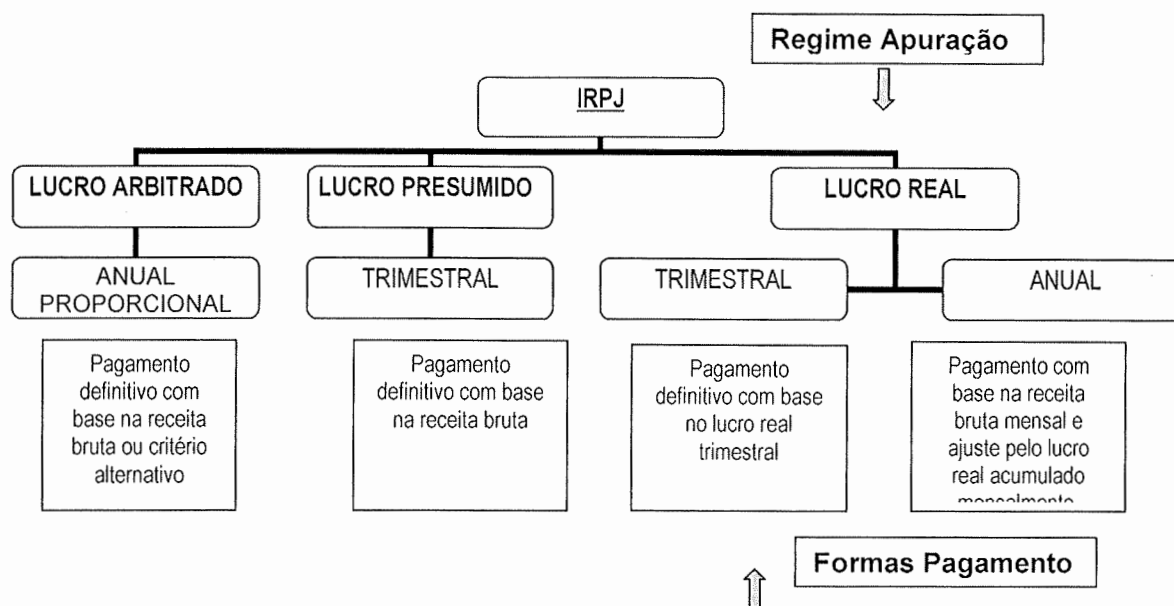 Regime Apuração
IRPJ
LUCRO ARBITRADO
LUCRO PRESUMIDO
LUCRO REAL
ANUAL
PROPORCIONAL
TRIMESTRAL
TRIMESTRAL
ANUAL
Pagamento
definitivo com
base na receita
bruta ou critério
alternativo
Pagamento
definitivo com base
na receita bruta
Pagamento
definitivo com base
no lucro real
trimestral
Pagamento com
base na receita
bruta mensal e
ajuste pelo lucro
real acumulado
mensalmente
Formas Pagamento